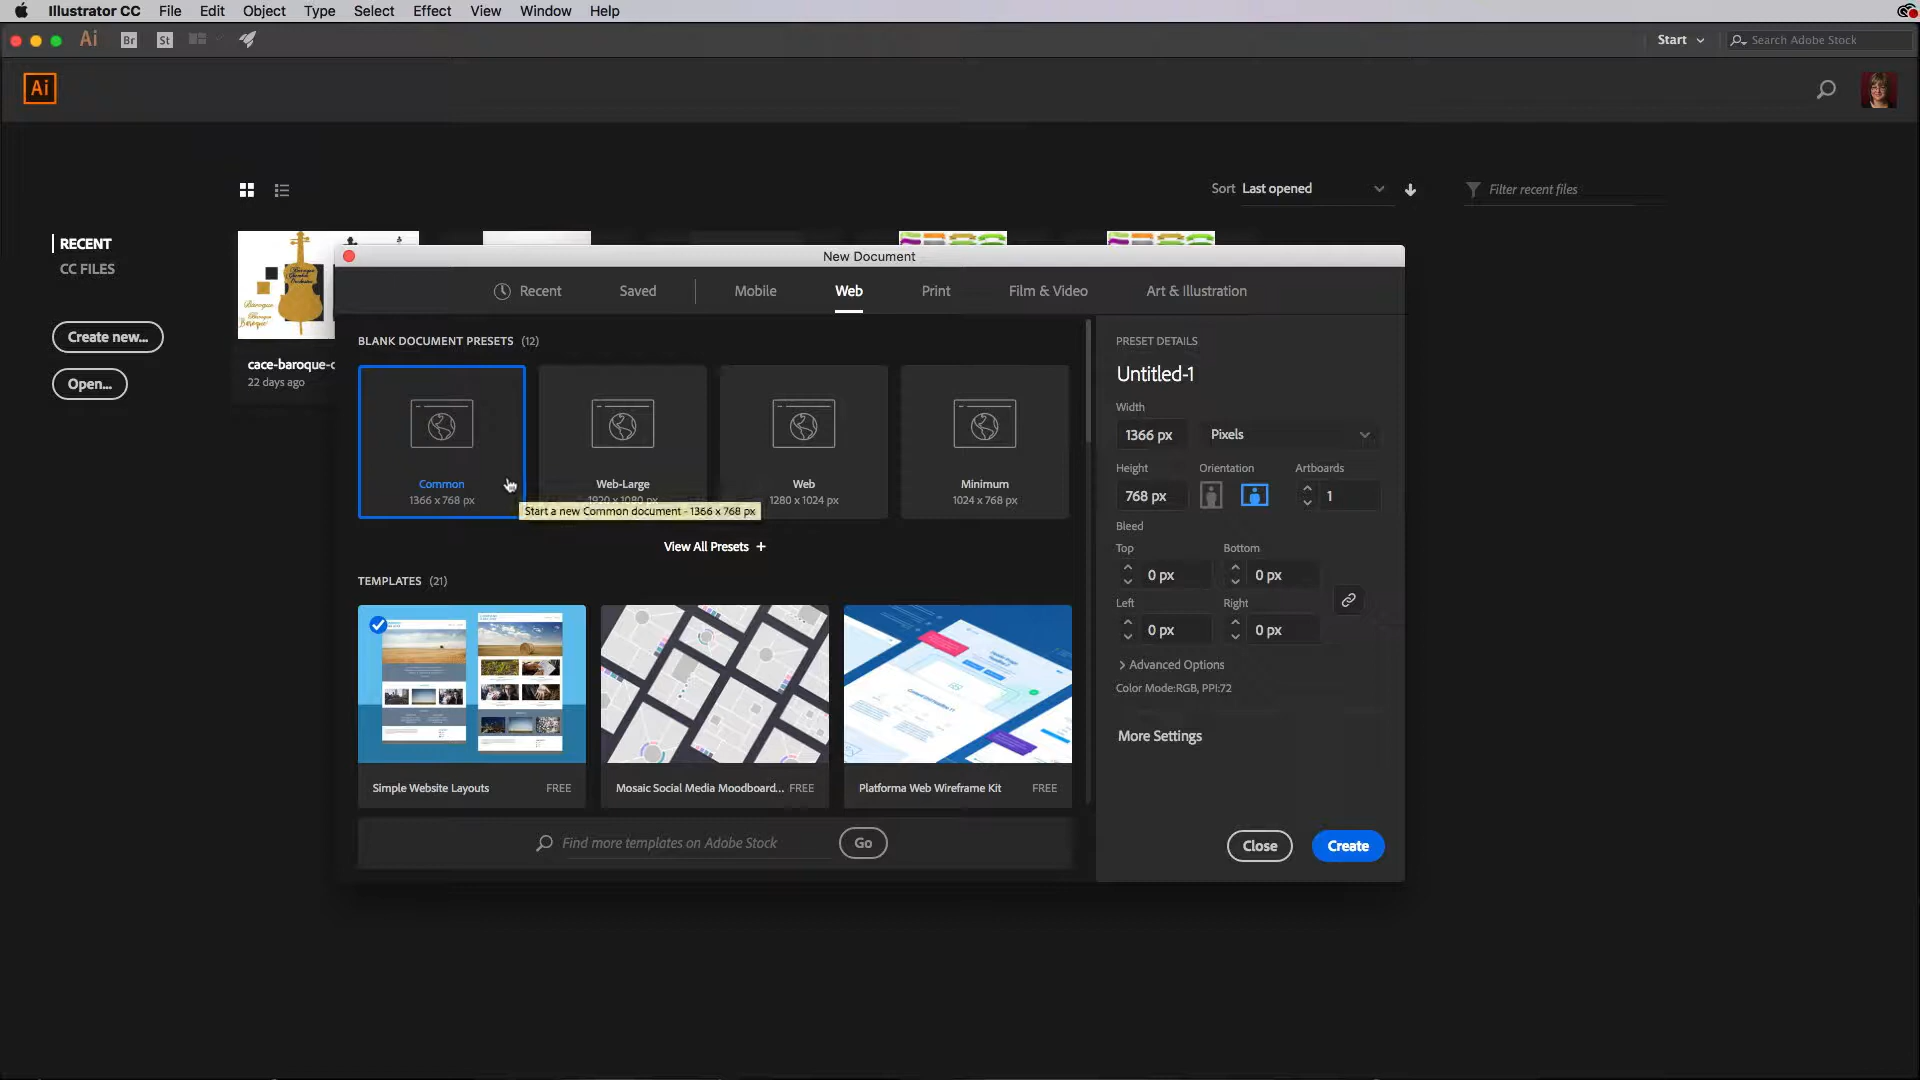 Illustrator CC File Edit Object Type Select Effect View Window Help
Ai Br St Start Search Adobe Stock
Ai
Sort Last opened Filter recent files
RECENT
CC FILES
Create new...
Open...
cace-baroque-c
22 days ago
New Document
Recent Saved Mobile Web Print Film & Video Art & Illustration
BLANK DOCUMENT PRESETS (12)
Common
1366 x 768 px
Web-Large
1920 x 1080 px
Web
1280 x 1024 px
Minimum
1024 x 768 px
Start a new Common document - 1366 x 768 px
View All Presets +
TEMPLATES (21)
Simple Website Layouts FREE
Mosaic Social Media Moodboard... FREE
Platforma Web Wireframe Kit FREE
Find more templates on Adobe Stock Go
PRESET DETAILS
Untitled-1
Width
1366 px Pixels
Height Orientation Artboards
768 px 1
Bleed
Top Bottom
0 px 0 px
Left Right
0 px 0 px
Advanced Options
Color Mode:RGB, PPI:72
More Settings
Close Create